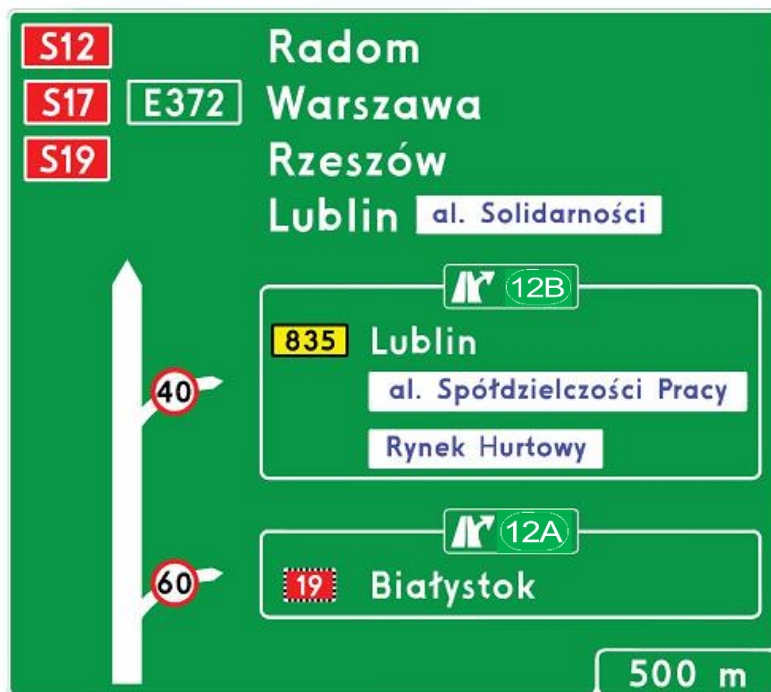 S12 Radom
S17 E372 Warszawa
S19 Rzeszów
Lublin al. Solidarności
12B
835 Lublin
al. Spółdzielczości Pracy
40
Rynek Hurtowy
12A
60 19 Białystok
500 m